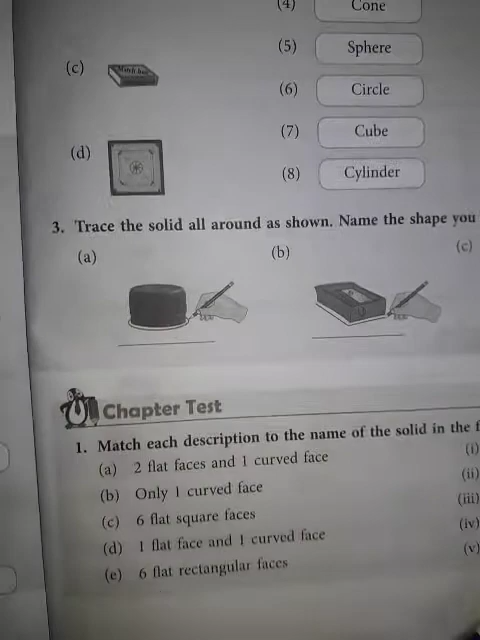 (4) Cone
(5) Sphere
(c) Match box
(6) Circle
(7) Cube
(d)
(8) Cylinder
3. Trace the solid all around as shown. Name the shape you
(a) (b) (c)
Chapter Test
1. Match each description to the name of the solid in the f
(a) 2 flat faces and 1 curved face (i)
(b) Only 1 curved face (ii)
(c) 6 flat square faces (iii)
(d) 1 flat face and 1 curved face (iv)
(e) 6 flat rectangular faces (v)